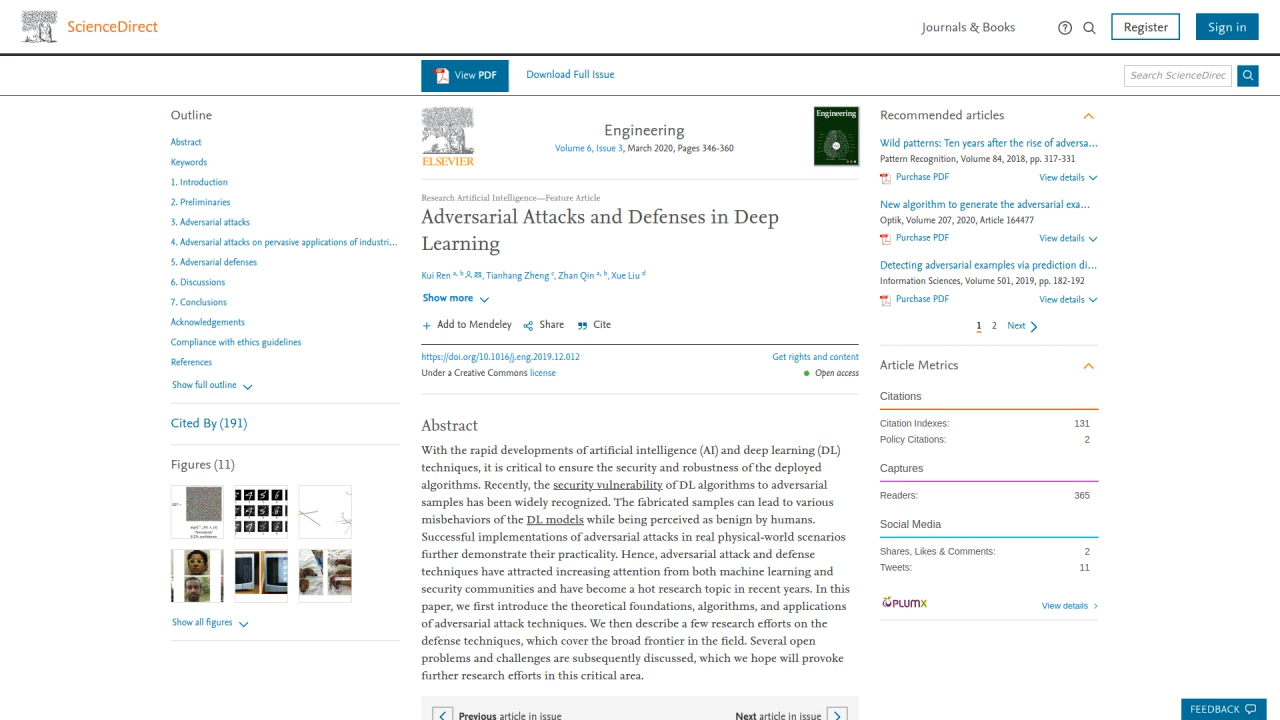 ScienceDirect
Journals & Books
Register
Sign in
View PDF
Download Full Issue
Search ScienceDirec
Outline
Abstract
Keywords
1. Introduction
2. Preliminaries
3. Adversarial attacks
4. Adversarial attacks on pervasive applications of industri...
5. Adversarial defenses
6. Discussions
7. Conclusions
Acknowledgements
Compliance with ethics guidelines
References
Show full outline
Cited By (191)
Figures (11)
Show all figures
ELSEVIER
Engineering
Volume 6, Issue 3, March 2020, Pages 346-360
Engineering
Research Artificial Intelligence—Feature Article
Adversarial Attacks and Defenses in Deep
Learning
Kui Ren a, b, Tianhang Zheng c, Zhan Qin a, b, Xue Liu d
Show more
Add to Mendeley
Share
Cite
https://doi.org/10.1016/j.eng.2019.12.012
Get rights and content
Under a Creative Commons license
Open access
Abstract
With the rapid developments of artificial intelligence (AI) and deep learning (DL)
techniques, it is critical to ensure the security and robustness of the deployed
algorithms. Recently, the security vulnerability of DL algorithms to adversarial
samples has been widely recognized. The fabricated samples can lead to various
misbehaviors of the DL models while being perceived as benign by humans.
Successful implementations of adversarial attacks in real physical-world scenarios
further demonstrate their practicality. Hence, adversarial attack and defense
techniques have attracted increasing attention from both machine learning and
security communities and have become a hot research topic in recent years. In this
paper, we first introduce the theoretical foundations, algorithms, and applications
of adversarial attack techniques. We then describe a few research efforts on the
defense techniques, which cover the broad frontier in the field. Several open
problems and challenges are subsequently discussed, which we hope will provoke
further research efforts in this critical area.
Previous article in issue
Next article in issue
Recommended articles
Wild patterns: Ten years after the rise of adversa...
Pattern Recognition, Volume 84, 2018, pp. 317-331
Purchase PDF
View details
New algorithm to generate the adversarial exa...
Optik, Volume 207, 2020, Article 164477
Purchase PDF
View details
Detecting adversarial examples via prediction di...
Information Sciences, Volume 501, 2019, pp. 182-192
Purchase PDF
View details
1 2 Next
Article Metrics
Citations
Citation Indexes: 131
Policy Citations: 2
Captures
Readers: 365
Social Media
Shares, Likes & Comments: 2
Tweets: 11
PLUMX
View details
FEEDBACK